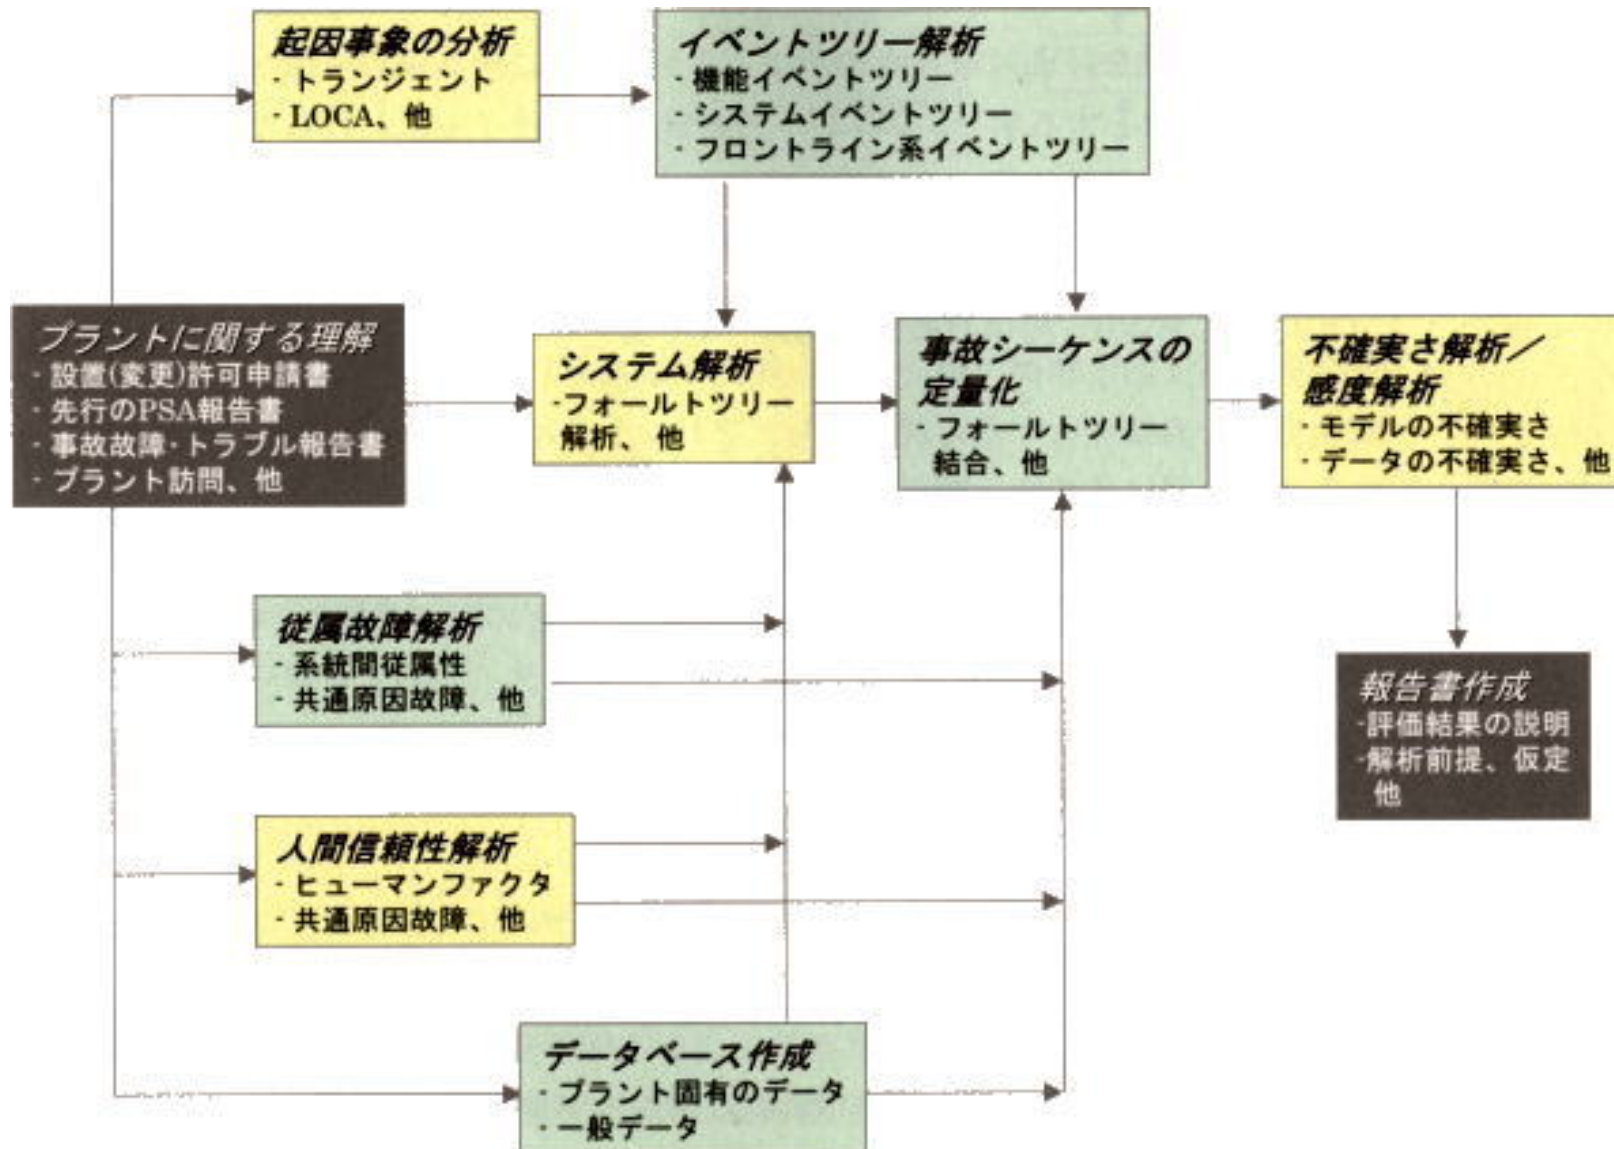 起因事象の分析
・トランジェント
・LOCA、他
イベントツリー解析
・機能イベントツリー
・システムイベントツリー
・フロントライン系イベントツリー
プラントに関する理解
・設置(変更)許可申請書
・先行のPSA報告書
・事故故障・トラブル報告書
・プラント訪問、他
システム解析
・フォールトツリー
解析、他
事故シーケンスの
定量化
・フォールトツリー
結合、他
不確実さ解析／
感度解析
・モデルの不確実さ
・データの不確実さ、他
従属故障解析
・系統間従属性
・共通原因故障、他
報告書作成
・評価結果の説明
・解析前提、仮定
他
人間信頼性解析
・ヒューマンファクタ
・共通原因故障、他
データベース作成
・プラント固有のデータ
・一般データ